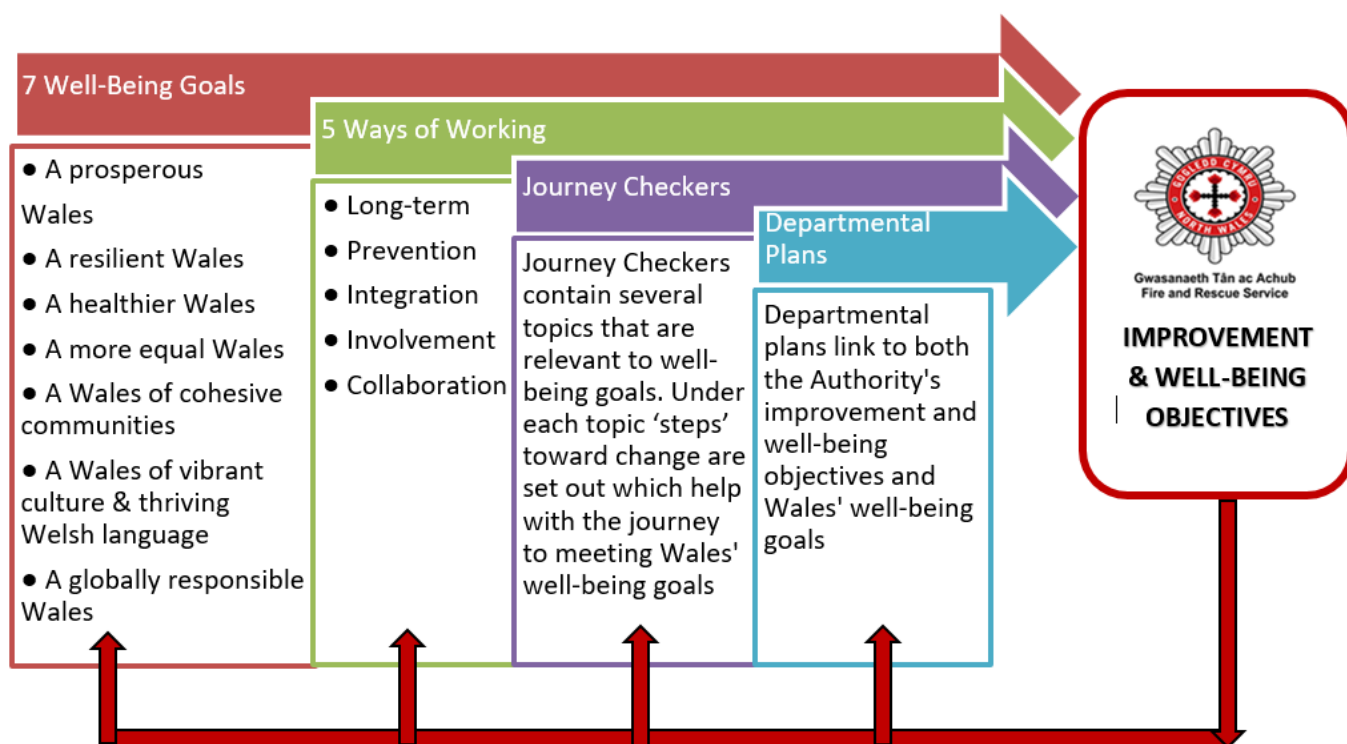 7 Well-Being Goals
● A prosperous
Wales
● A resilient Wales
● A healthier Wales
● A more equal Wales
● A Wales of cohesive
communities
● A Wales of vibrant
culture & thriving
Welsh language
● A globally responsible
Wales
5 Ways of Working
● Long-term
● Prevention
● Integration
● Involvement
● Collaboration
Journey Checkers
Journey Checkers
contain several
topics that are
relevant to well-
being goals. Under
each topic ‘steps’
toward change are
set out which help
with the journey
to meeting Wales'
well-being goals
Departmental
Plans
Departmental
plans link to both
the Authority's
improvement and
well-being
objectives and
Wales' well-being
goals
GOGLEDD CYMRU
NORTH WALES
Gwasanaeth Tân ac Achub
Fire and Rescue Service
IMPROVEMENT
& WELL-BEING
OBJECTIVES